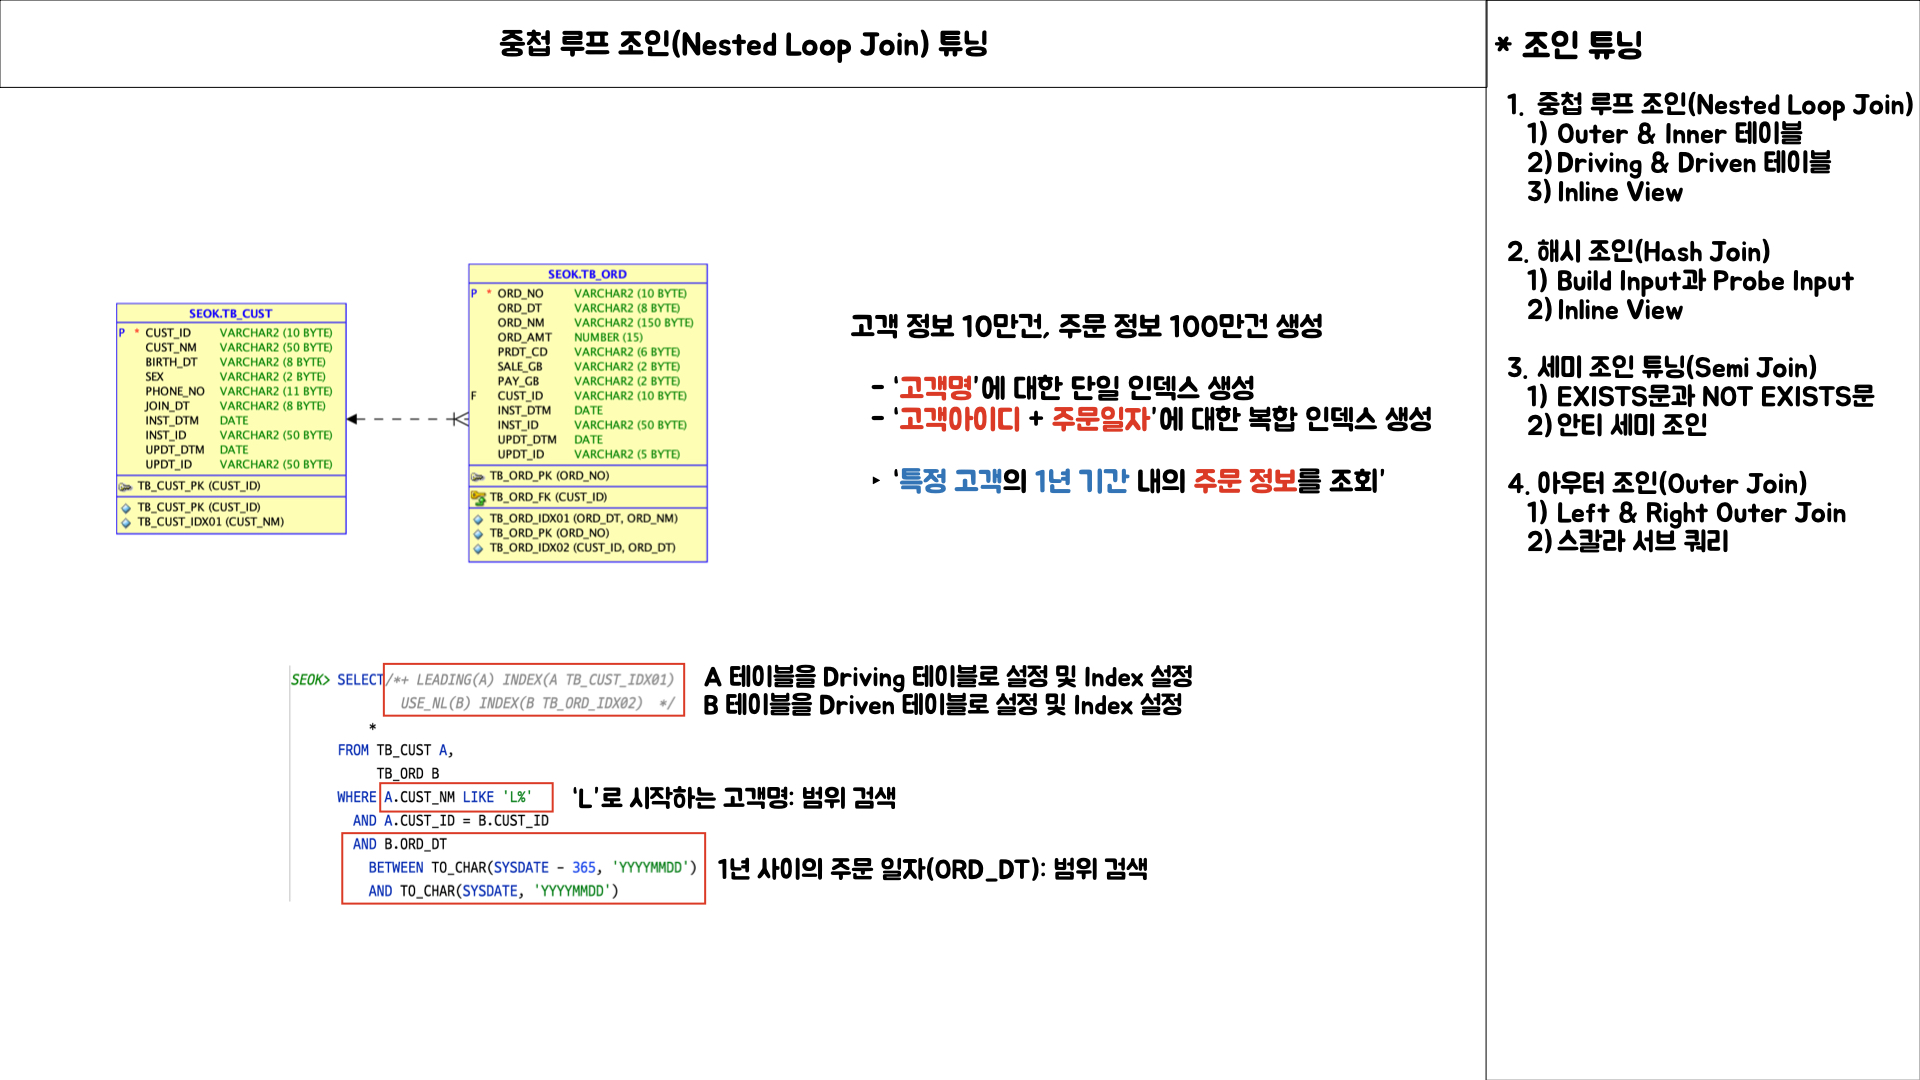 중첩 루프 조인(Nested Loop Join) 튜닝
SEOK.TB_CUST
P * CUST_ID VARCHAR2 (10 BYTE)
CUST_NM VARCHAR2 (50 BYTE)
BIRTH_DT VARCHAR2 (8 BYTE)
SEX VARCHAR2 (2 BYTE)
PHONE_NO VARCHAR2 (11 BYTE)
JOIN_DT VARCHAR2 (8 BYTE)
INST_DTM DATE
INST_ID VARCHAR2 (50 BYTE)
UPDT_DTM DATE
UPDT_ID VARCHAR2 (50 BYTE)
TB_CUST_PK (CUST_ID)
TB_CUST_PK (CUST_ID)
TB_CUST_IDX01 (CUST_NM)
SEOK.TB_ORD
P * ORD_NO VARCHAR2 (10 BYTE)
ORD_DT VARCHAR2 (8 BYTE)
ORD_NM VARCHAR2 (150 BYTE)
ORD_AMT NUMBER (15)
PRDT_CD VARCHAR2 (6 BYTE)
SALE_GB VARCHAR2 (2 BYTE)
PAY_GB VARCHAR2 (2 BYTE)
F CUST_ID VARCHAR2 (10 BYTE)
INST_DTM DATE
INST_ID VARCHAR2 (50 BYTE)
UPDT_DTM DATE
UPDT_ID VARCHAR2 (5 BYTE)
TB_ORD_PK (ORD_NO)
TB_ORD_FK (CUST_ID)
TB_ORD_IDX01 (ORD_DT, ORD_NM)
TB_ORD_PK (ORD_NO)
TB_ORD_IDX02 (CUST_ID, ORD_DT)
고객 정보 10만건, 주문 정보 100만건 생성
- '고객명'에 대한 단일 인덱스 생성
- '고객아이디 + 주문일자'에 대한 복합 인덱스 생성
‣ '특정 고객의 1년 기간 내의 주문 정보를 조회'
SEOK> SELECT/*+ LEADING(A) INDEX(A TB_CUST_IDX01)
USE_NL(B) INDEX(B TB_ORD_IDX02) */
*
FROM TB_CUST A,
TB_ORD B
WHERE A.CUST_NM LIKE 'L%'
AND A.CUST_ID = B.CUST_ID
AND B.ORD_DT
BETWEEN TO_CHAR(SYSDATE - 365, 'YYYYMMDD')
AND TO_CHAR(SYSDATE, 'YYYYMMDD')
A 테이블을 Driving 테이블로 설정 및 Index 설정
B 테이블을 Driven 테이블로 설정 및 Index 설정
'L'로 시작하는 고객명: 범위 검색
1년 사이의 주문 일자(ORD_DT): 범위 검색
* 조인 튜닝
1. 중첩 루프 조인(Nested Loop Join)
1) Outer & Inner 테이블
2) Driving & Driven 테이블
3) Inline View
2. 해시 조인(Hash Join)
1) Build Input과 Probe Input
2) Inline View
3. 세미 조인 튜닝(Semi Join)
1) EXISTS문과 NOT EXISTS문
2) 안티 세미 조인
4. 아우터 조인(Outer Join)
1) Left & Right Outer Join
2) 스칼라 서브 쿼리